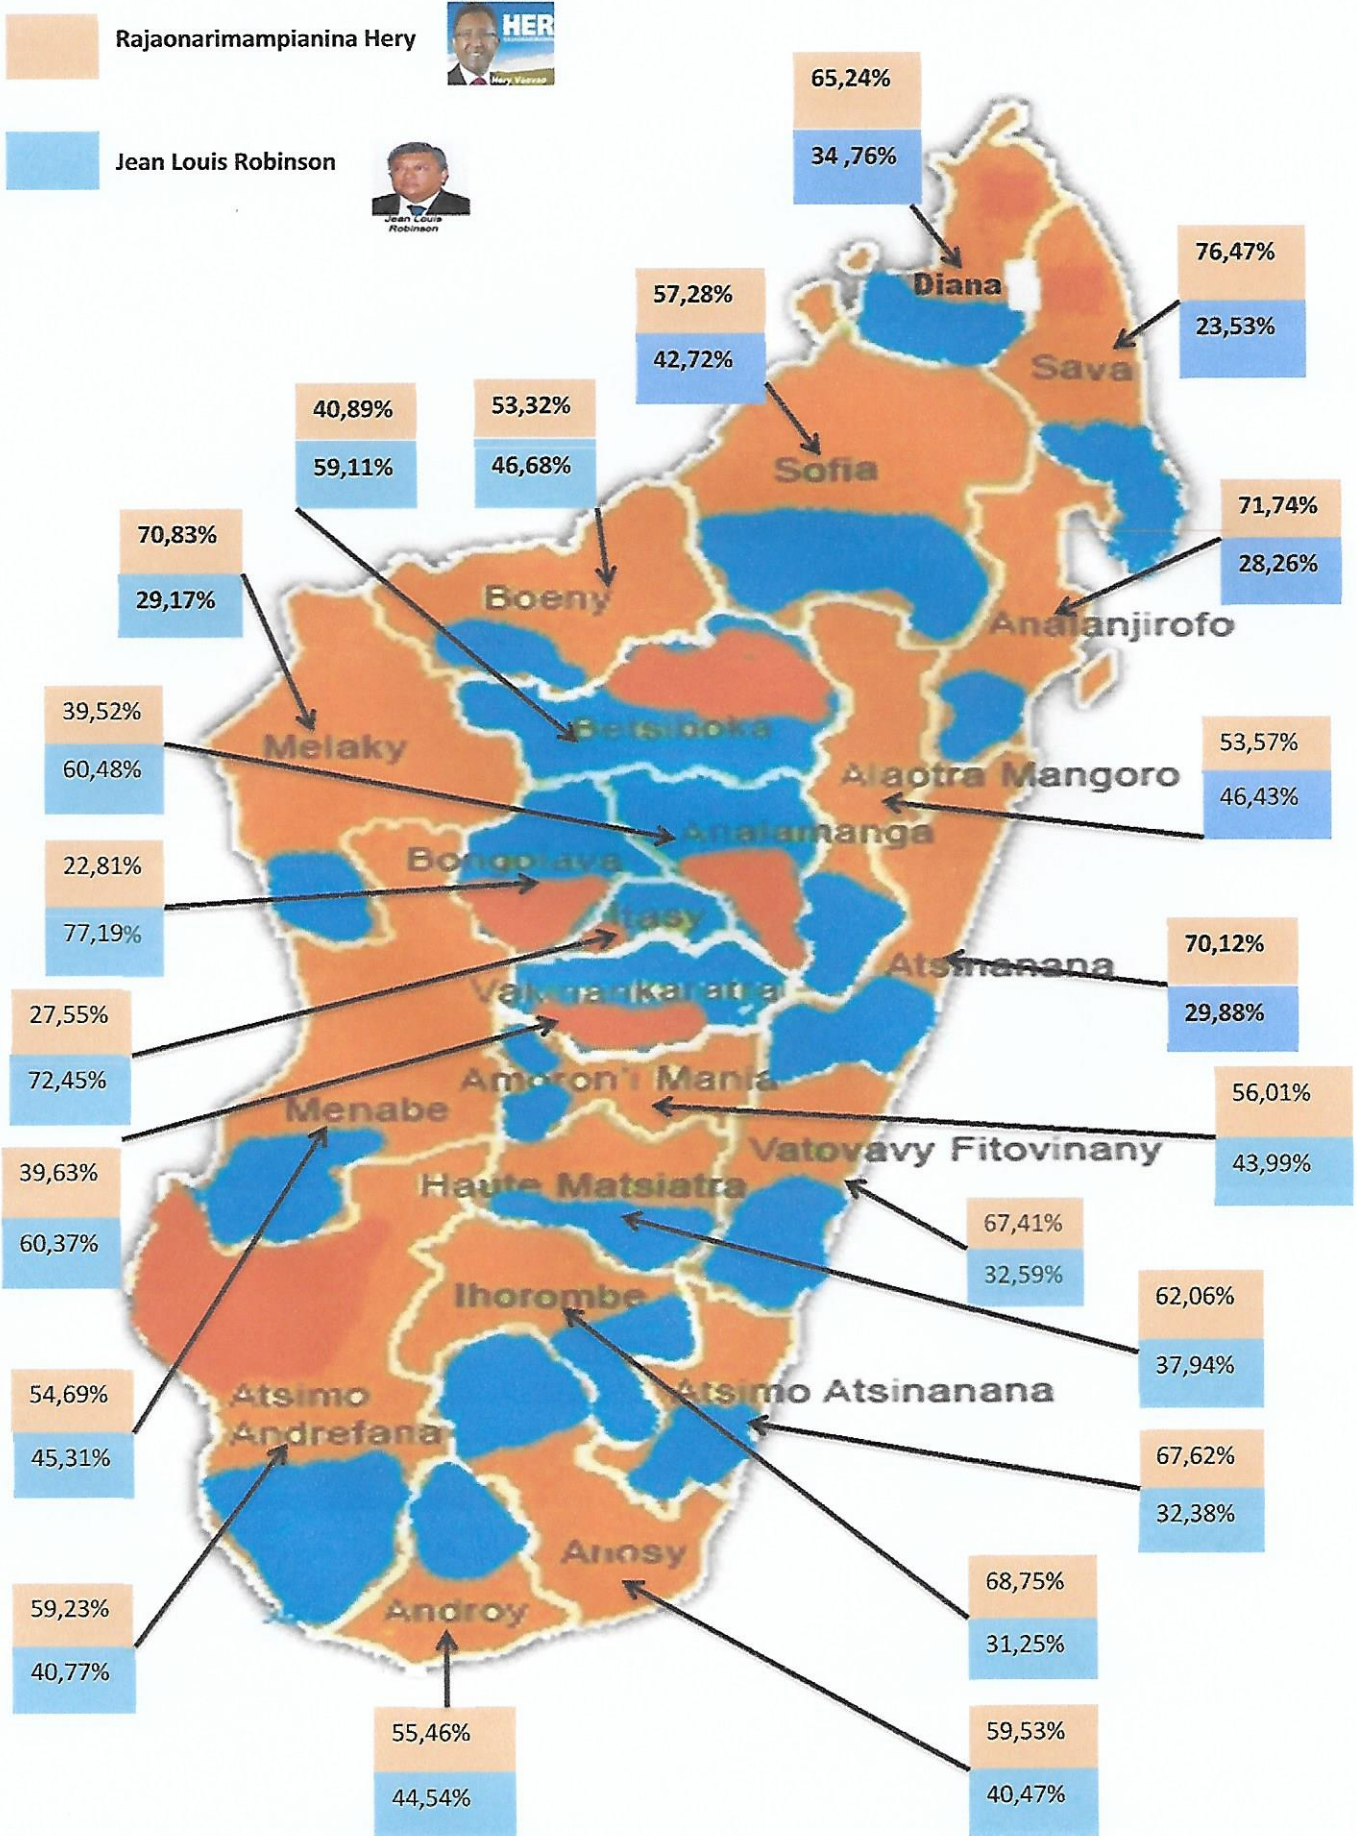 Rajaonarimampianina Hery
HER
Hery Vaovao
Jean Louis Robinson
Jean Louis
Robinson
65,24%
34 ,76%
76,47%
23,53%
57,28%
42,72%
Diana
Sava
40,89%
59,11%
53,32%
46,68%
Sofia
70,83%
29,17%
71,74%
28,26%
Boeny
Analanjirofo
39,52%
60,48%
Betsiboka
Melaky
53,57%
46,43%
Alaotra Mangoro
Analamanga
22,81%
77,19%
Bongolava
Itasy
70,12%
29,88%
Atsinanana
27,55%
72,45%
Vakinankaratra
Amoron'i Mania
56,01%
43,99%
Menabe
39,63%
60,37%
Vatovavy Fitovinany
Haute Matsiatra
67,41%
32,59%
62,06%
37,94%
Ihorombe
54,69%
45,31%
Atsimo
Andrefana
Atsimo Atsinanana
67,62%
32,38%
Anosy
59,23%
40,77%
Androy
68,75%
31,25%
55,46%
44,54%
59,53%
40,47%